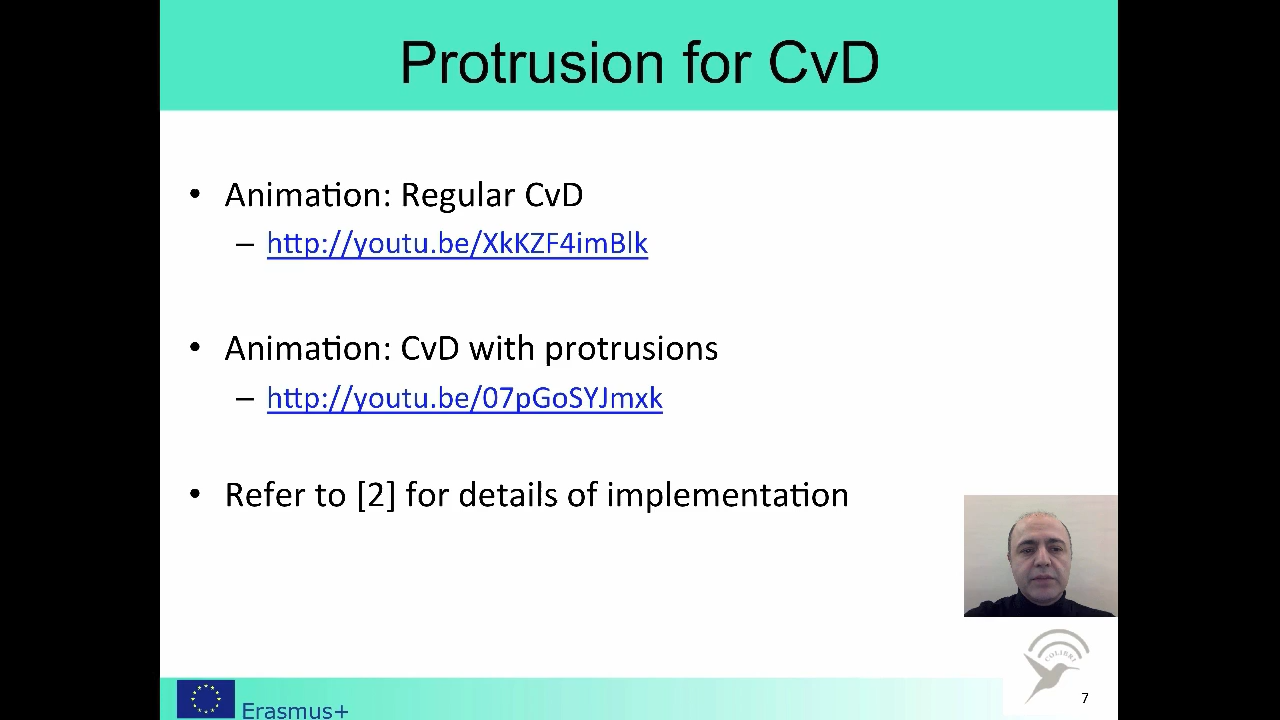 Protrusion for CvD
• Animation: Regular CvD
– http://youtu.be/XkKZF4imBlk
• Animation: CvD with protrusions
– http://youtu.be/07pGoSYJmxk
• Refer to [2] for details of implementation
COLIBRI
7
Erasmus+